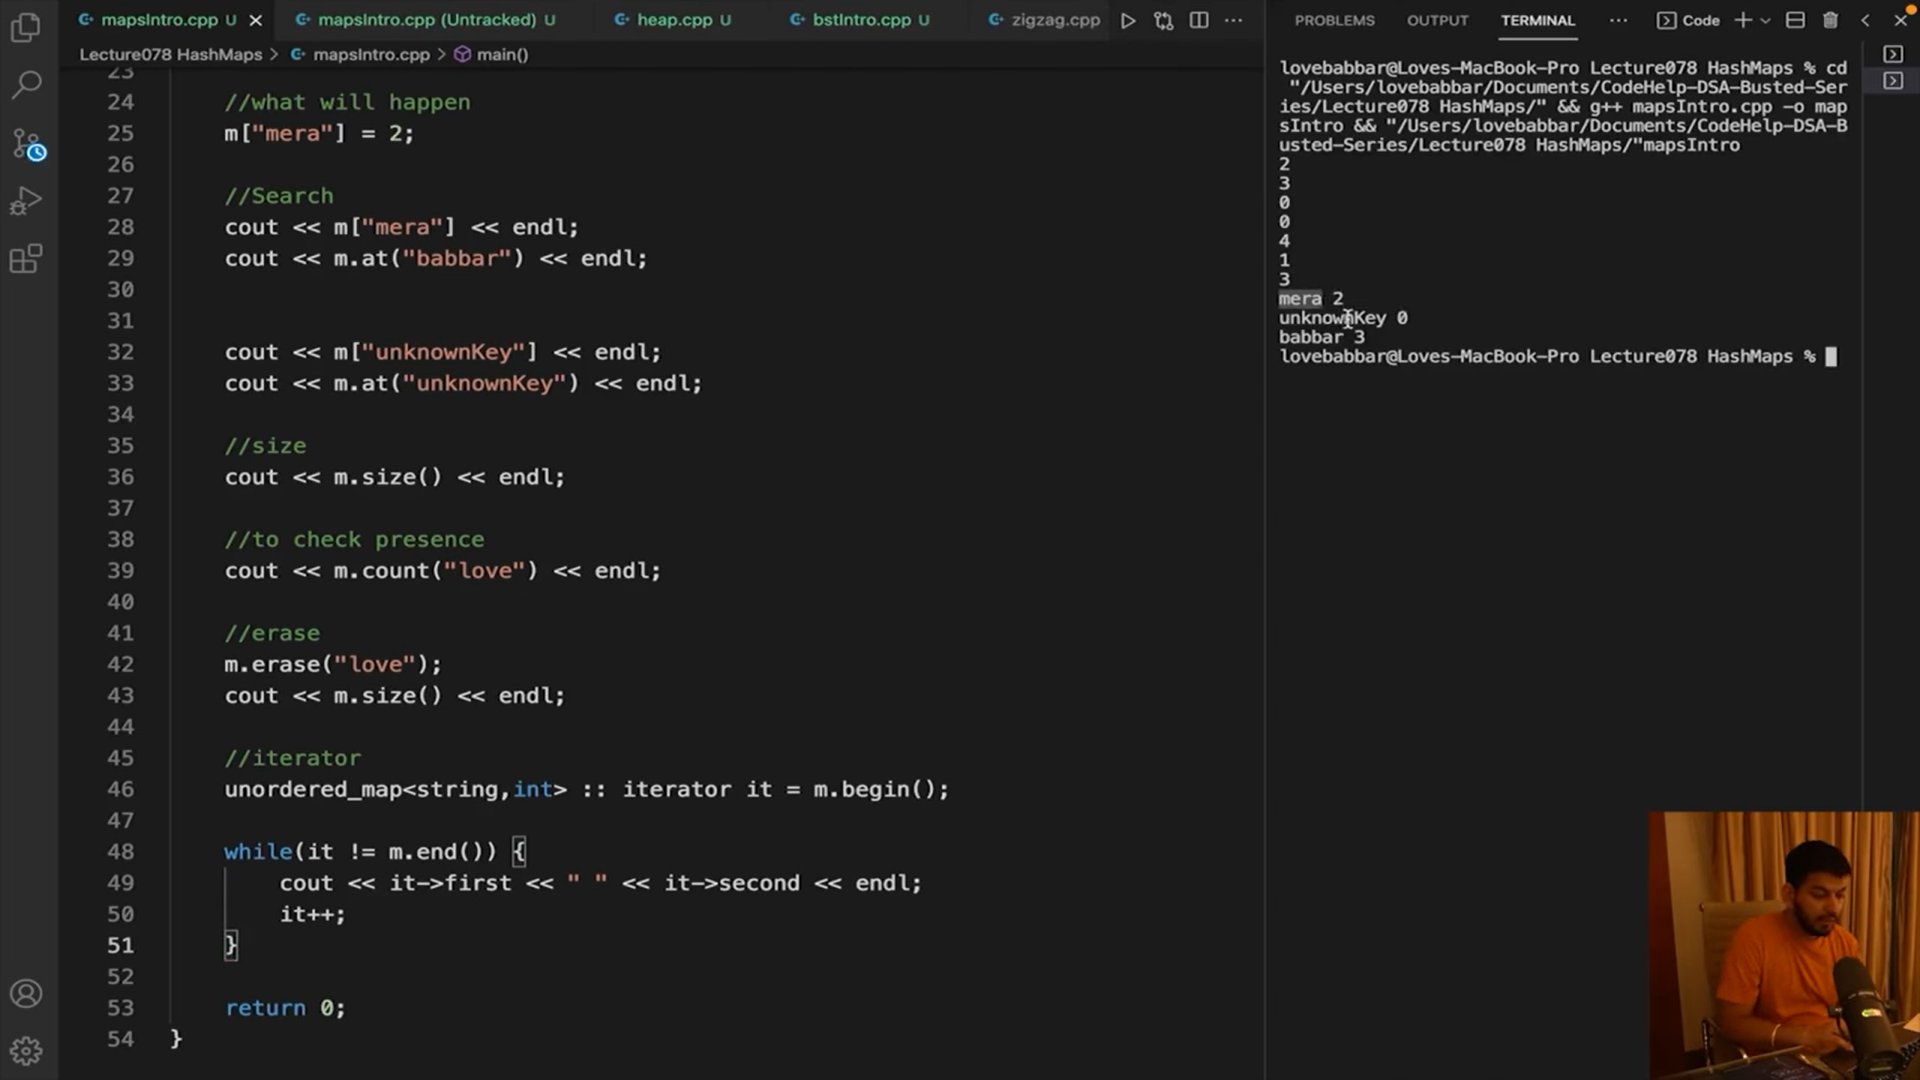 mapsIntro.cpp U
mapsIntro.cpp (Untracked) U
heap.cpp U
bstIntro.cpp U
zigzag.cpp
Lecture078 HashMaps > mapsIntro.cpp > main()
23
24 //what will happen
25 m["mera"] = 2;
26
27 //Search
28 cout << m["mera"] << endl;
29 cout << m.at("babbar") << endl;
30
31
32 cout << m["unknownKey"] << endl;
33 cout << m.at("unknownKey") << endl;
34
35 //size
36 cout << m.size() << endl;
37
38 //to check presence
39 cout << m.count("love") << endl;
40
41 //erase
42 m.erase("love");
43 cout << m.size() << endl;
44
45 //iterator
46 unordered_map<string,int> :: iterator it = m.begin();
47
48 while(it != m.end()) {
49 cout << it->first << " " << it->second << endl;
50 it++;
51 }
52
53 return 0;
54 }
PROBLEMS OUTPUT TERMINAL ··· Code
lovebabbar@Loves-MacBook-Pro Lecture078 HashMaps % cd
"/Users/lovebabbar/Documents/CodeHelp-DSA-Busted-Ser
ies/Lecture078 HashMaps/" && g++ mapsIntro.cpp -o map
sIntro && "/Users/lovebabbar/Documents/CodeHelp-DSA-B
usted-Series/Lecture078 HashMaps/"mapsIntro
2
3
0
0
4
1
3
mera 2
unknownKey 0
babbar 3
lovebabbar@Loves-MacBook-Pro Lecture078 HashMaps %